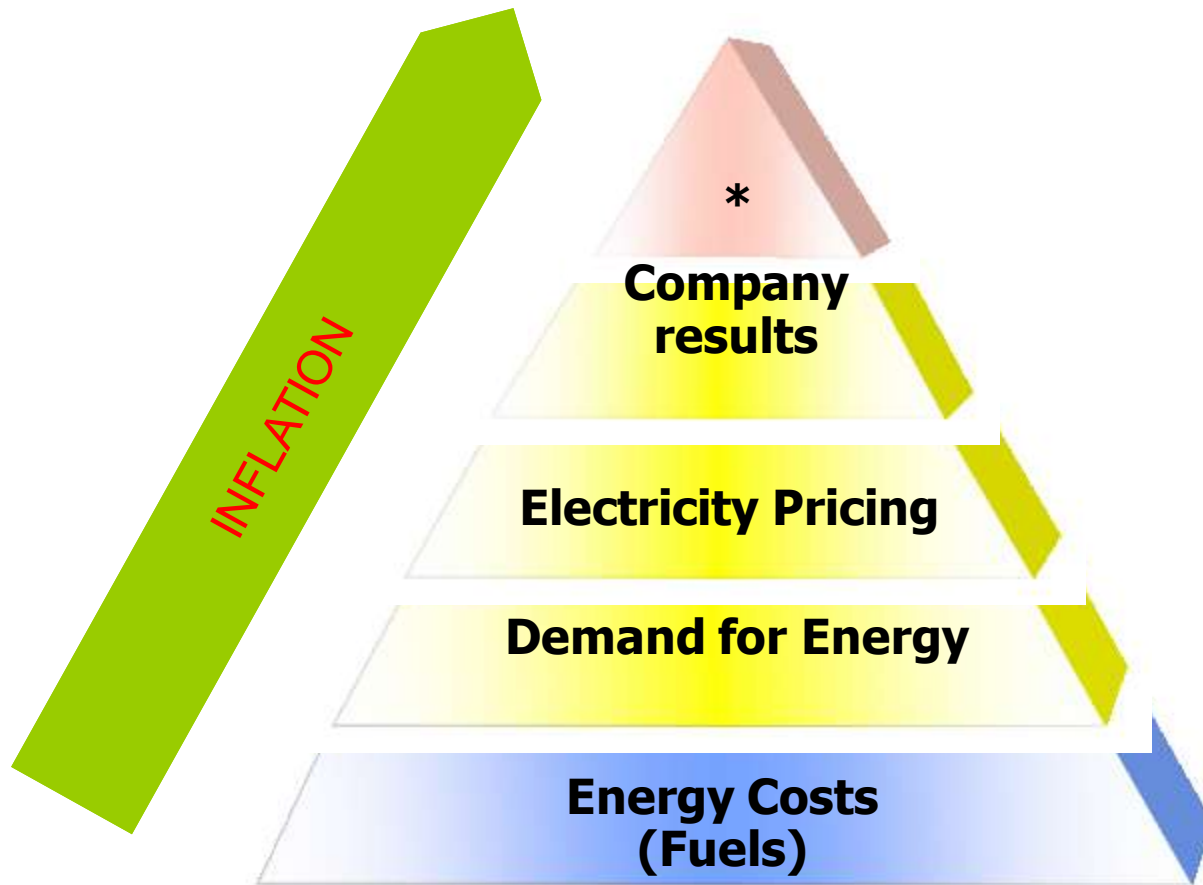 INFLATION
*
Company
results
Electricity Pricing
Demand for Energy
Energy Costs
(Fuels)